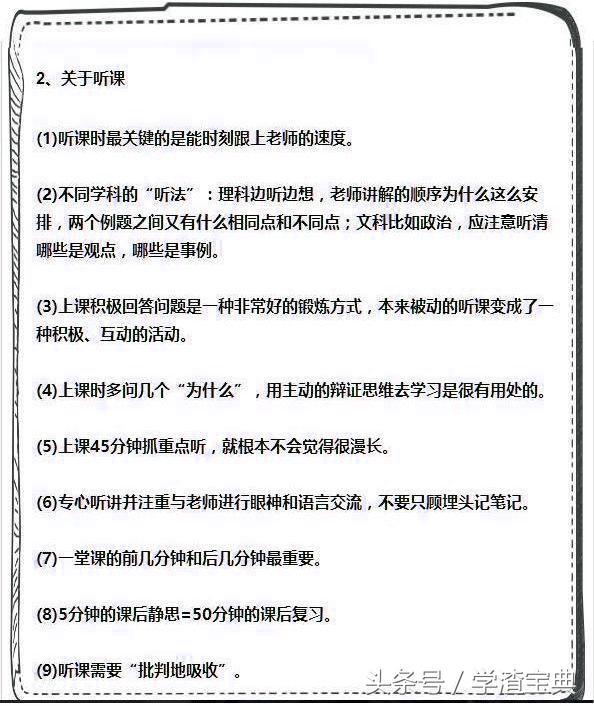 2、关于听课
(1)听课时最关键的是能时刻跟上老师的速度。
(2)不同学科的“听法”：理科边听边想，老师讲解的顺序为什么这么安
排，两个例题之间又有什么相同点和不同点；文科比如政治，应注意听清
哪些是观点，哪些是事例。
(3)上课积极回答问题是一种非常好的锻炼方式，本来被动的听课变成了一
种积极、互动的活动。
(4)上课时多问几个“为什么”，用主动的辩证思维去学习是很有用处的。
(5)上课45分钟抓重点听，就根本不会觉得很漫长。
(6)专心听讲并注重与老师进行眼神和语言交流，不要只顾埋头记笔记。
(7)一堂课的前几分钟和后几分钟最重要。
(8)5分钟的课后静思=50分钟的课后复习。
(9)听课需要“批判地吸收”。
头条号 / 学渣宝典